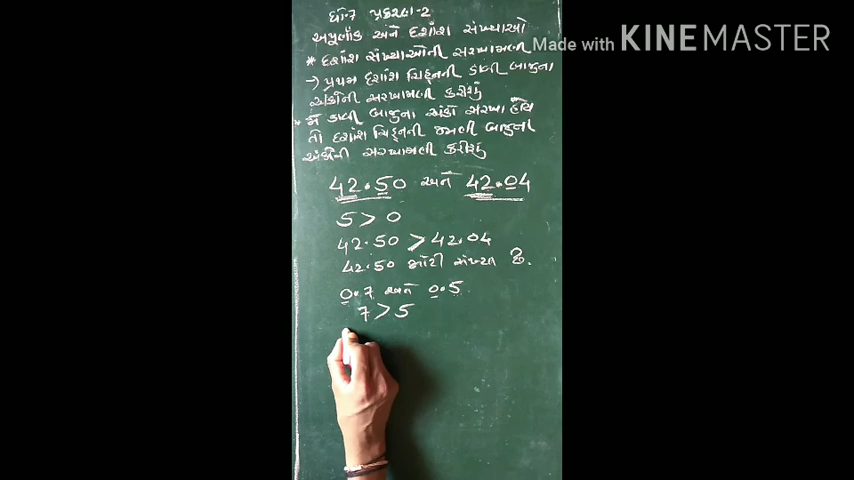 ધો.7 પ્રકરણ-2
અપૂર્ણાંક અને દશાંશ સંખ્યાઓ
* દશાંશ સંખ્યાઓની સરખામણી
Made with KINEMASTER
→ પ્રથમ દશાંશ ચિહ્નની ડાબી બાજુના
અંકોની સરખામણી કરીશું
* જો ડાબી બાજુના અંકો સરખા હોય
તો દશાંશ ચિહ્નની જમણી બાજુના
અંકોની સરખામણી કરીશું
42.50 અને 42.04
5 > 0
42.50 > 42.04
42.50 મોટી સંખ્યા છે.
0.7 અને 0.5
7 > 5